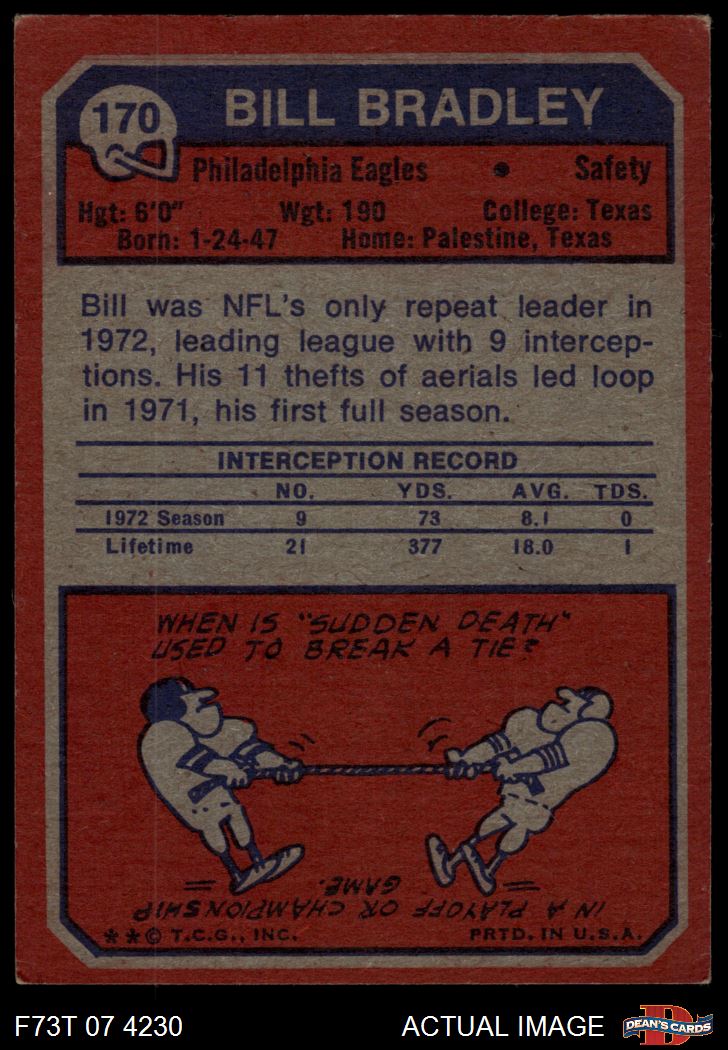 170
BILL BRADLEY
Philadelphia Eagles • Safety
Hgt: 6'0" Wgt: 190 College: Texas
Born: 1-24-47 Home: Palestine, Texas
Bill was NFL's only repeat leader in
1972, leading league with 9 intercep-
tions. His 11 thefts of aerials led loop
in 1971, his first full season.
INTERCEPTION RECORD
NO. YDS. AVG. TDS.
1972 Season 9 73 8.1 0
Lifetime 21 377 18.0 1
WHEN IS "SUDDEN DEATH"
USED TO BREAK A TIE?
IN A PLAYOFF OR CHAMPIONSHIP
GAME.
**© T.C.G., INC. PRTD. IN U.S.A.
F73T 07 4230 ACTUAL IMAGE
D
DEAN'S CARDS